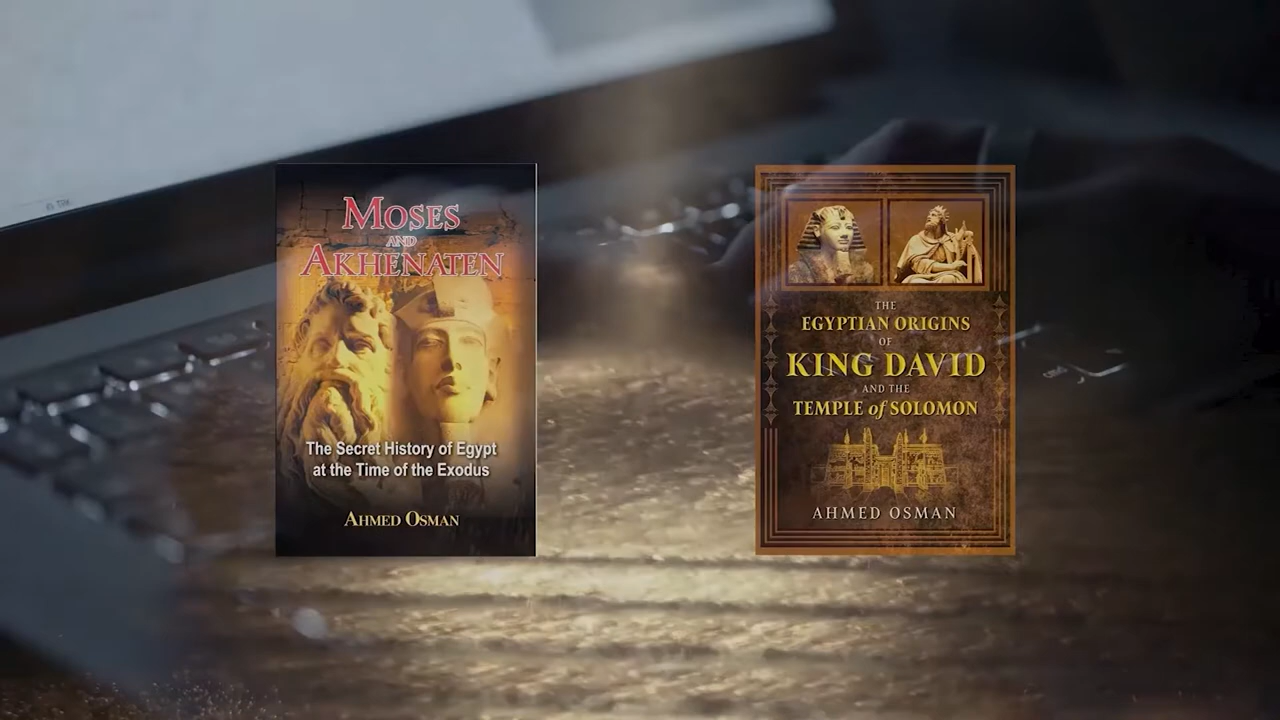 MOSES
AND
AKHENATEN
The Secret History of Egypt
at the Time of the Exodus
AHMED OSMAN
THE
EGYPTIAN ORIGINS
OF
KING DAVID
AND THE
TEMPLE of SOLOMON
AHMED OSMAN